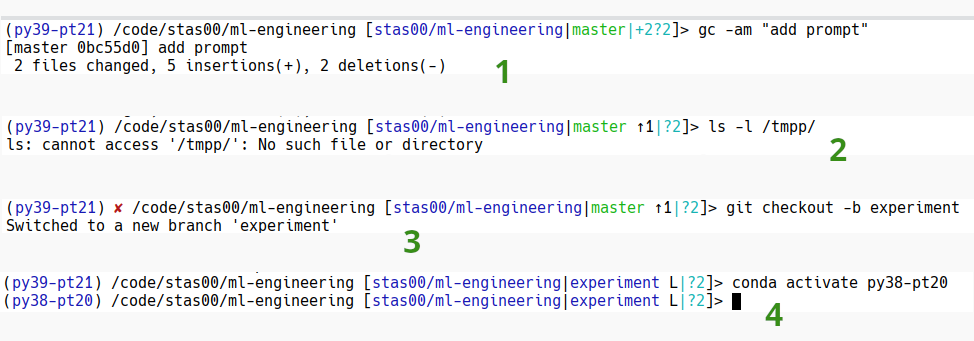 (py39-pt21) /code/stas00/ml-engineering [stas00/ml-engineering|master|+2?2]> gc -am "add prompt"
[master 0bc55d0] add prompt
 2 files changed, 5 insertions(+), 2 deletions(-)
1
(py39-pt21) /code/stas00/ml-engineering [stas00/ml-engineering|master ↑1|?2]> ls -l /tmpp/
ls: cannot access '/tmpp/': No such file or directory
2
(py39-pt21) ✘ /code/stas00/ml-engineering [stas00/ml-engineering|master ↑1|?2]> git checkout -b experiment
Switched to a new branch 'experiment'
3
(py39-pt21) /code/stas00/ml-engineering [stas00/ml-engineering|experiment L|?2]> conda activate py38-pt20
(py38-pt20) /code/stas00/ml-engineering [stas00/ml-engineering|experiment L|?2]>
4